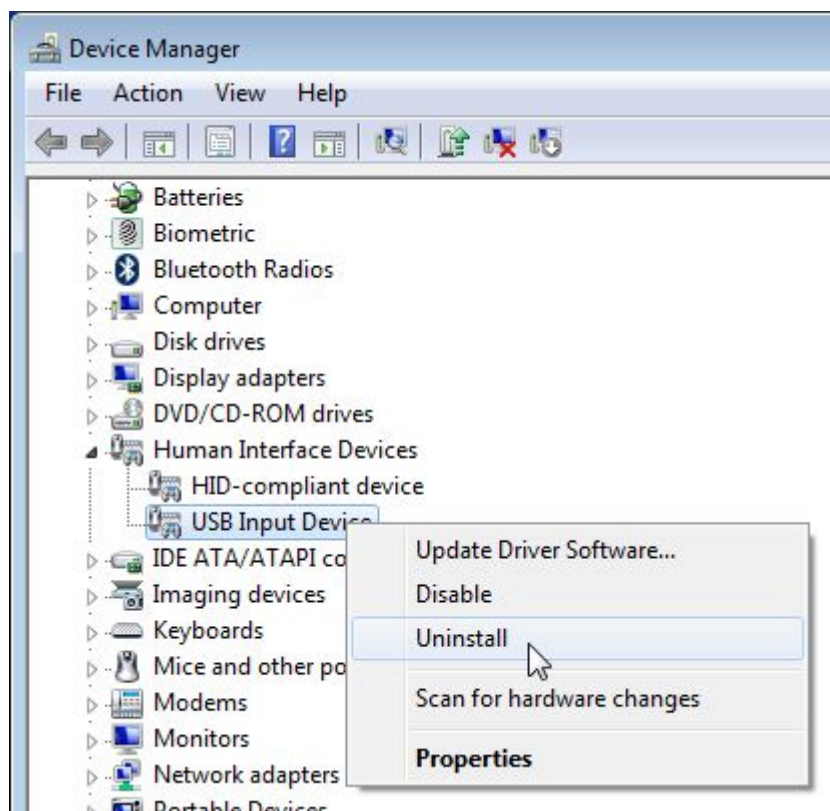 Device Manager
File Action View Help
Batteries
Biometric
Bluetooth Radios
Computer
Disk drives
Display adapters
DVD/CD-ROM drives
Human Interface Devices
HID-compliant device
USB Input Device
IDE ATA/ATAPI co
Imaging devices
Keyboards
Mice and other po
Modems
Monitors
Network adapters
Portable Devices
Update Driver Software...
Disable
Uninstall
Scan for hardware changes
Properties